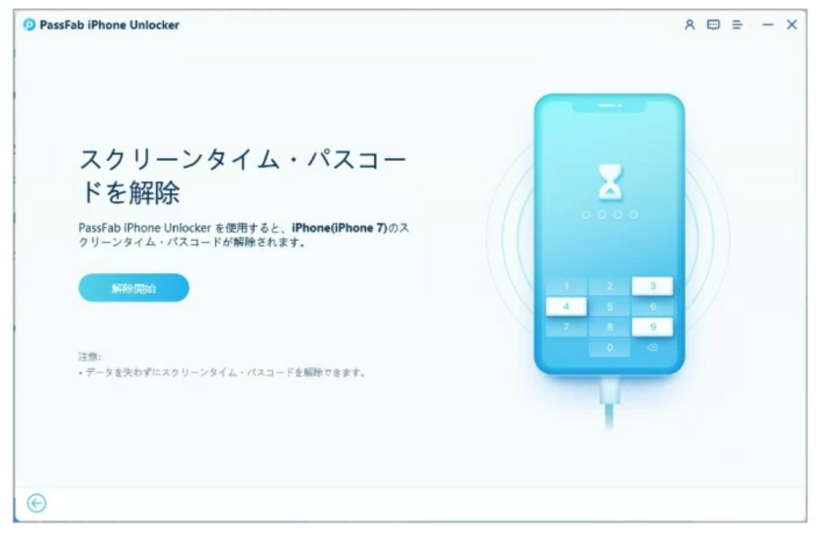 PassFab iPhone Unlocker
スクリーンタイム・パスコー
ドを解除
PassFab iPhone Unlocker を使用すると、iPhone(iPhone 7)のス
クリーンタイム・パスコードが解除されます。
解除開始
注意:
• データを失わずにスクリーンタイム・パスコードを解除できます。
1 2 3
4 5 6
7 8 9
0